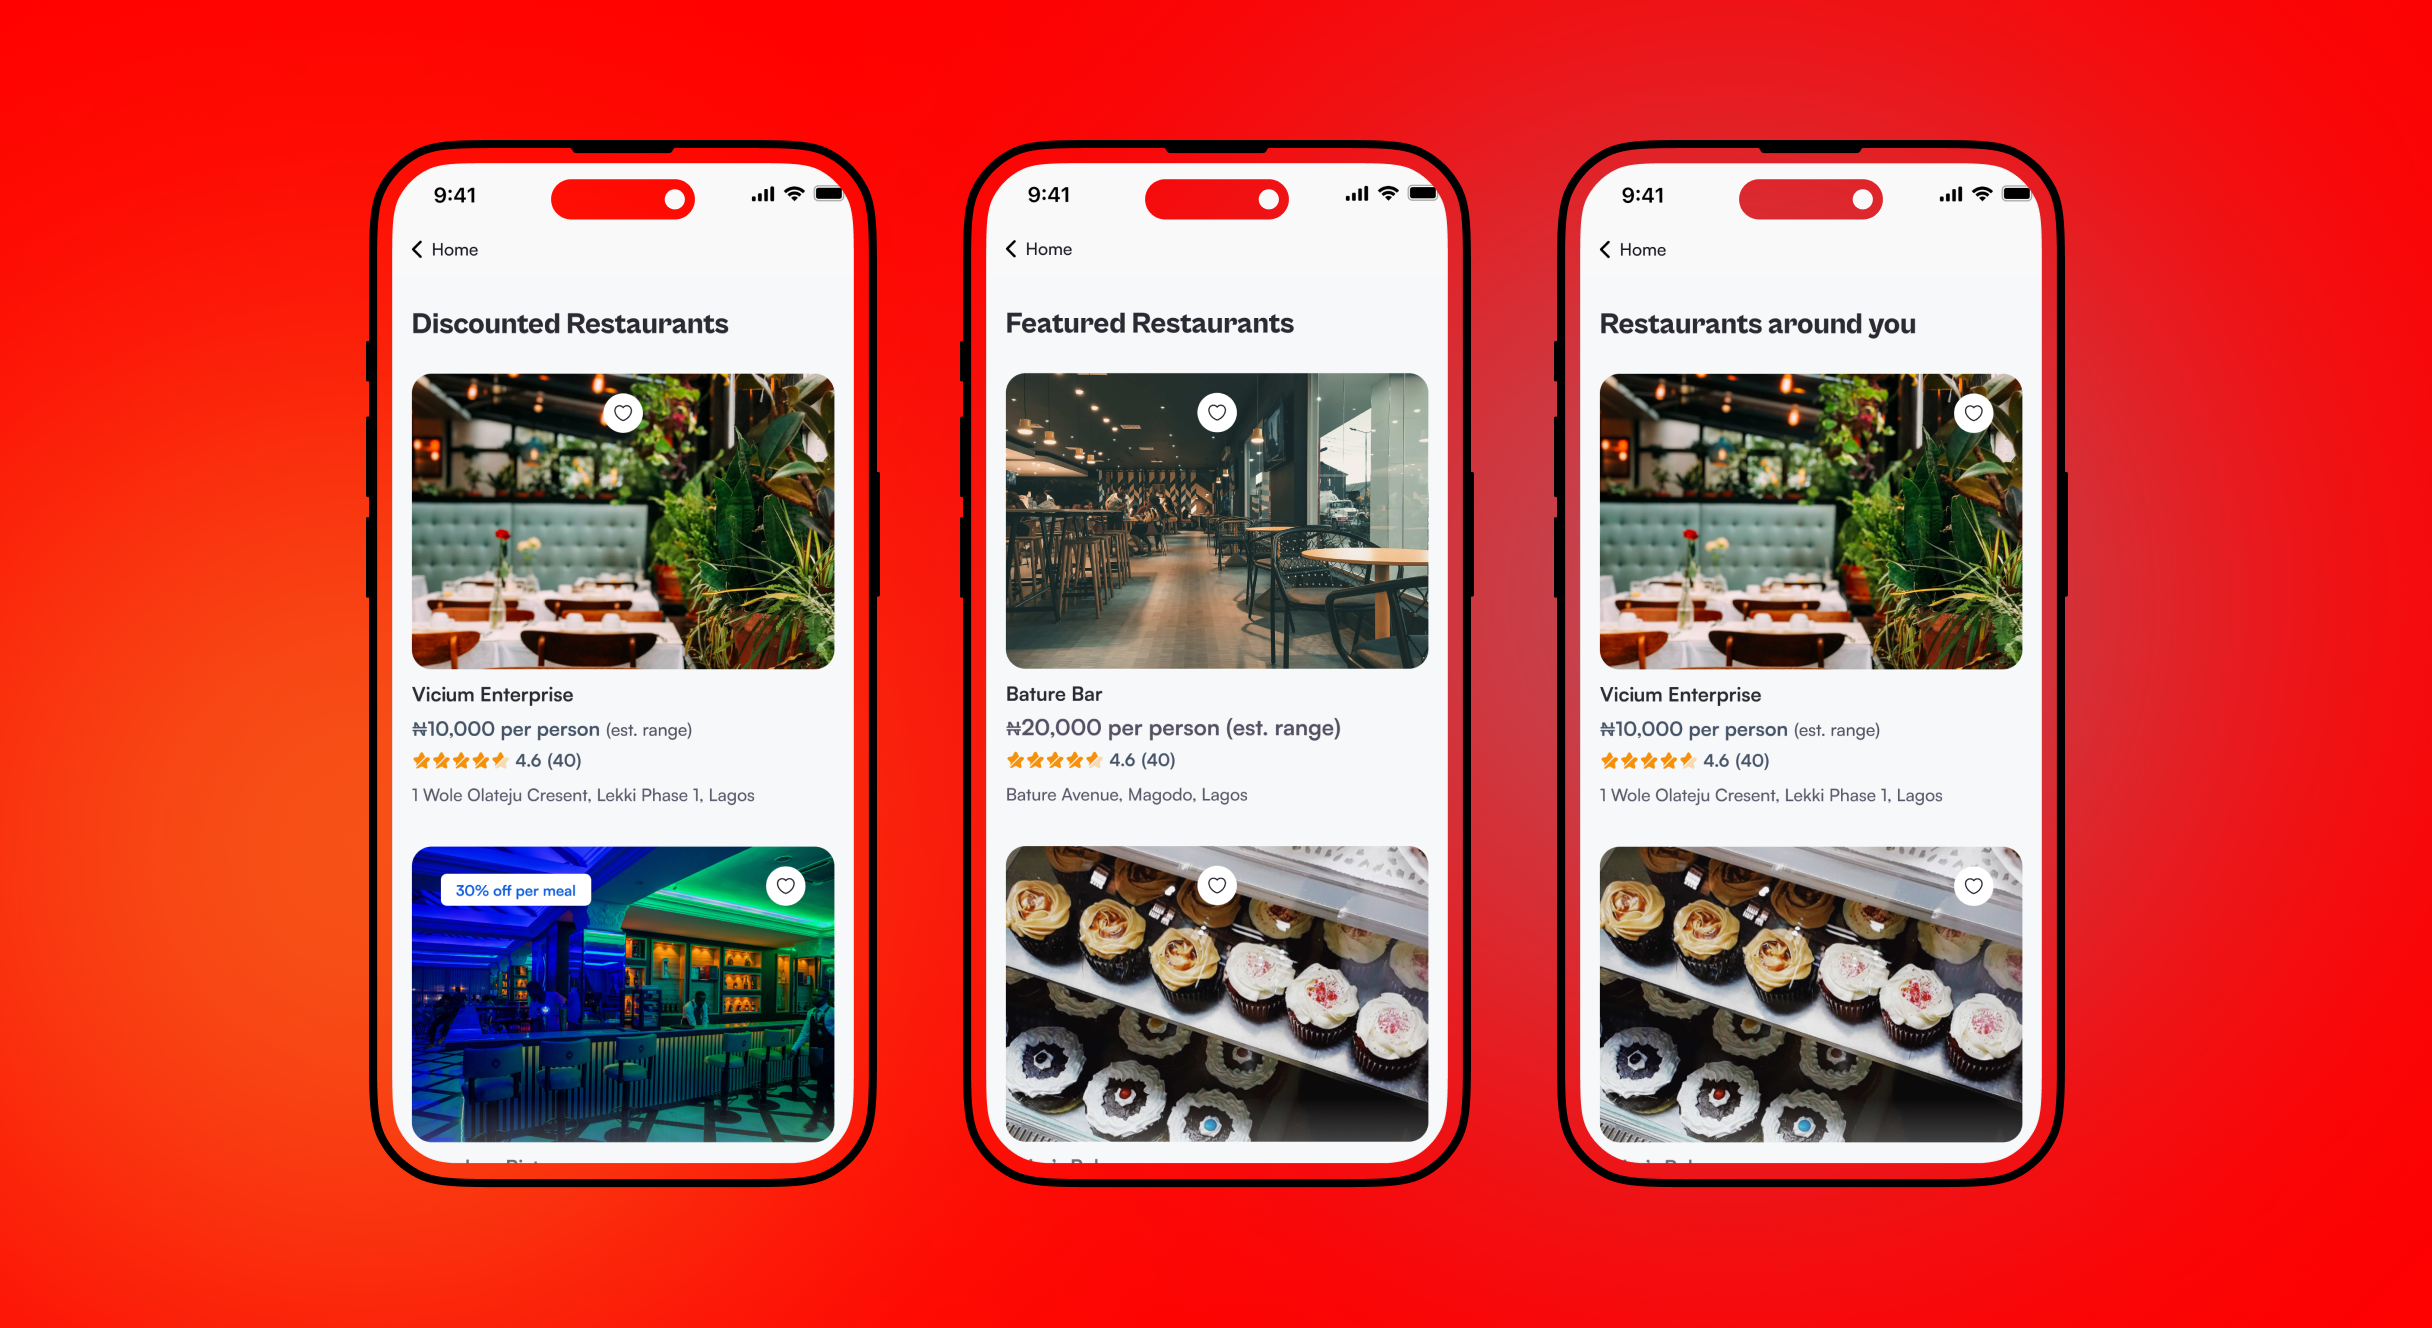 9:41
Home
Discounted Restaurants
Vicium Enterprise
₦10,000 per person (est. range)
4.6 (40)
1 Wole Olateju Cresent, Lekki Phase 1, Lagos
30% off per meal
9:41
Home
Featured Restaurants
Bature Bar
₦20,000 per person (est. range)
4.6 (40)
Bature Avenue, Magodo, Lagos
9:41
Home
Restaurants around you
Vicium Enterprise
₦10,000 per person (est. range)
4.6 (40)
1 Wole Olateju Cresent, Lekki Phase 1, Lagos